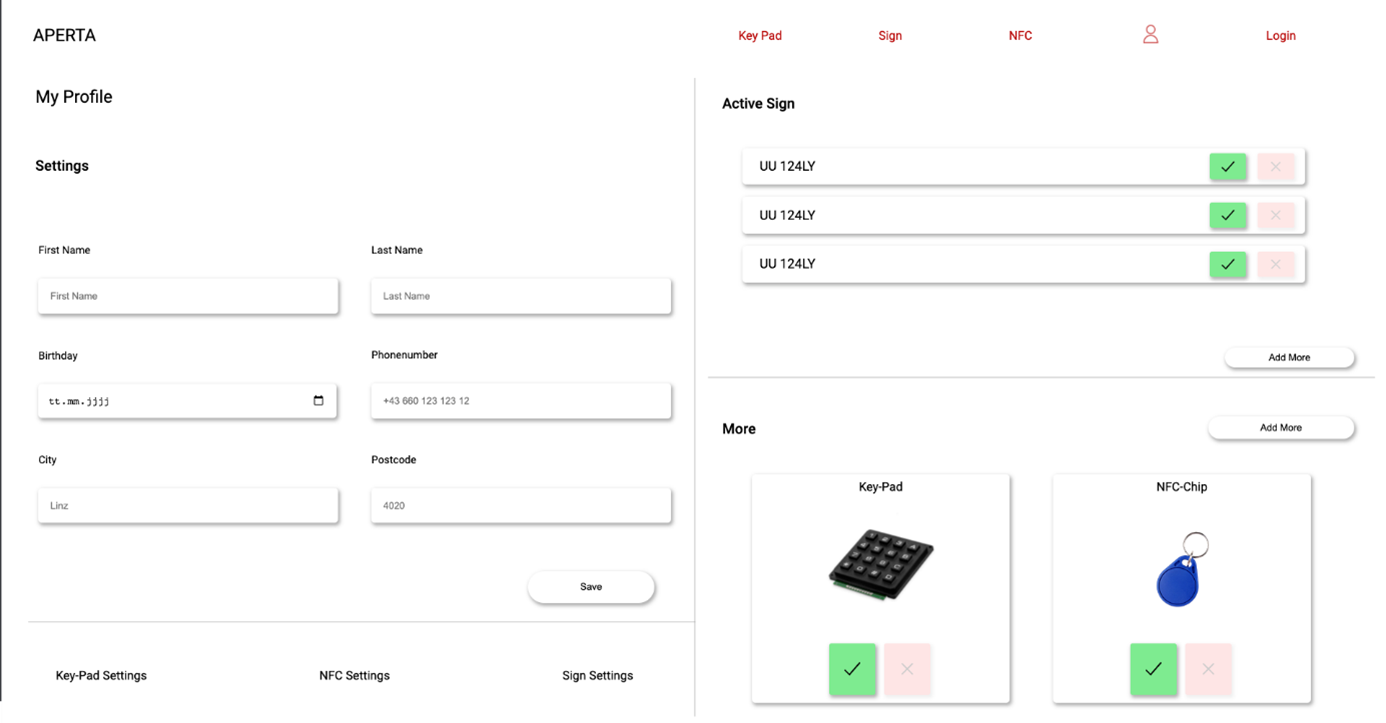 APERTA
Key Pad
Sign
NFC
Login
My Profile
Settings
First Name
Last Name
First Name
Last Name
Birthday
Phonenumber
tt.mm.jjjj
+43 660 123 123 12
City
Postcode
Linz
4020
Save
Key-Pad Settings
NFC Settings
Sign Settings
Active Sign
UU 124LY
UU 124LY
UU 124LY
Add More
More
Add More
Key-Pad
NFC-Chip